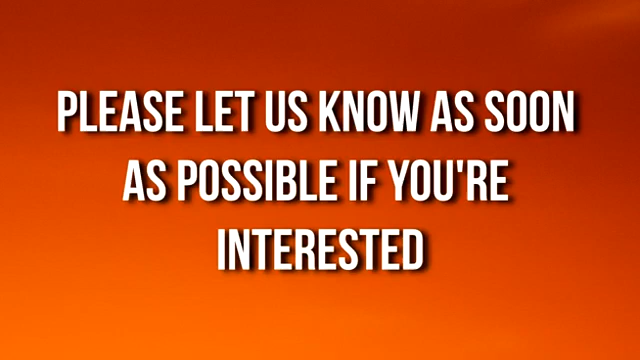 PLEASE LET US KNOW AS SOON
AS POSSIBLE IF YOU'RE
INTERESTED